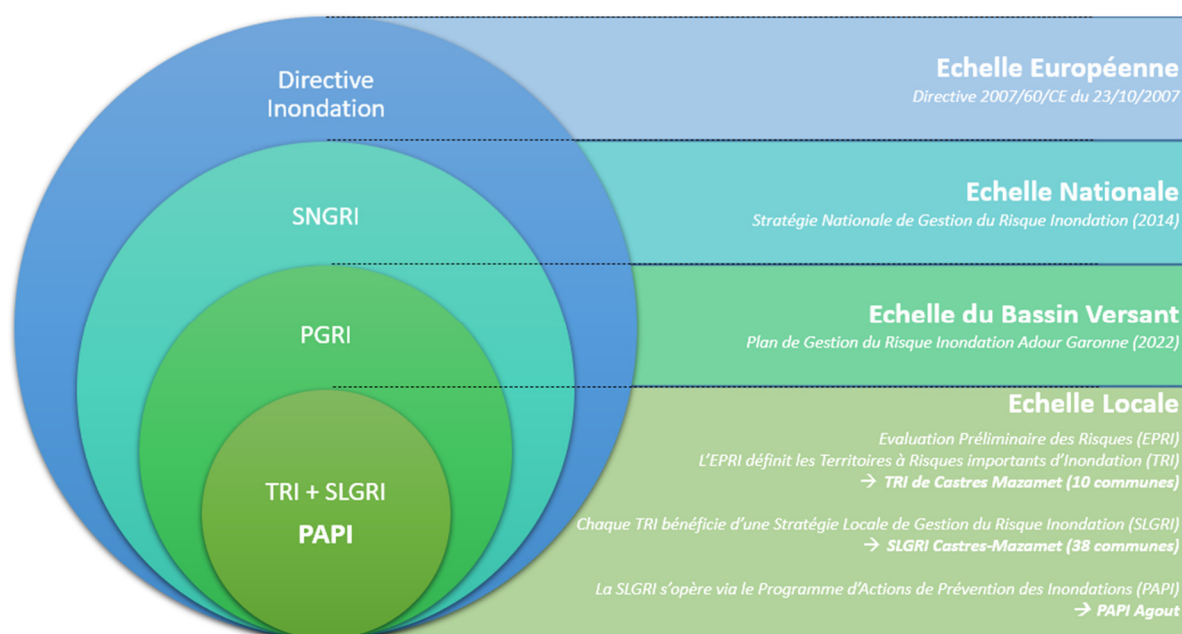 Directive
Inondation
SNGRI
PGRI
TRI + SLGRI
PAPI
Echelle Européenne
Directive 2007/60/CE du 23/10/2007
Echelle Nationale
Stratégie Nationale de Gestion du Risque Inondation (2014)
Echelle du Bassin Versant
Plan de Gestion du Risque Inondation Adour Garonne (2022)
Echelle Locale
Evaluation Préliminaire des Risques (EPRI)
L'EPRI définit les Territoires à Risques importants d'Inondation (TRI)
→ TRI de Castres Mazamet (10 communes)
Chaque TRI bénéficie d'une Stratégie Locale de Gestion du Risque Inondation (SLGRI)
→ SLGRI Castres-Mazamet (38 communes)
La SLGRI s'opère via le Programme d'Actions de Prévention des Inondations (PAPI)
→ PAPI Agout